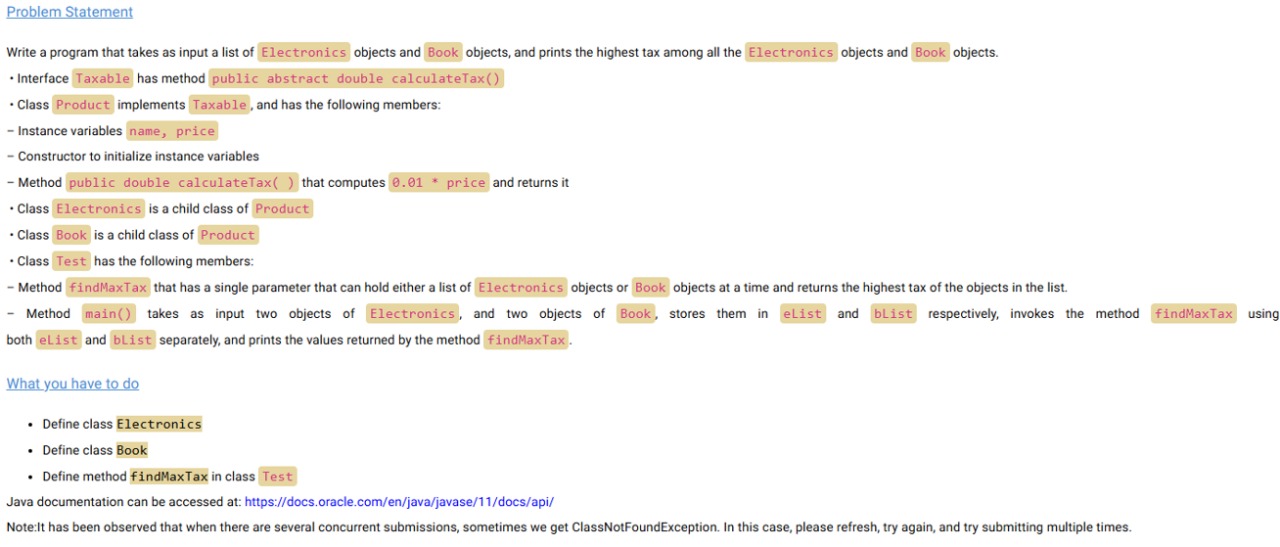 Problem Statement
Write a program that takes as input a list of Electronics objects and Book objects, and prints the highest tax among all the Electronics objects and Book objects.
• Interface Taxable has method public abstract double calculateTax()
• Class Product implements Taxable, and has the following members:
– Instance variables name, price
– Constructor to initialize instance variables
– Method public double calculateTax( ) that computes 0.01 * price and returns it
• Class Electronics is a child class of Product
• Class Book is a child class of Product
• Class Test has the following members:
– Method findMaxTax that has a single parameter that can hold either a list of Electronics objects or Book objects at a time and returns the highest tax of the objects in the list.
– Method main() takes as input two objects of Electronics, and two objects of Book, stores them in eList and bList respectively, invokes the method findMaxTax using
both eList and bList separately, and prints the values returned by the method findMaxTax.
What you have to do
• Define class Electronics
• Define class Book
• Define method findMaxTax in class Test
Java documentation can be accessed at: https://docs.oracle.com/en/java/javase/11/docs/api/
Note:It has been observed that when there are several concurrent submissions, sometimes we get ClassNotFoundException. In this case, please refresh, try again, and try submitting multiple times.